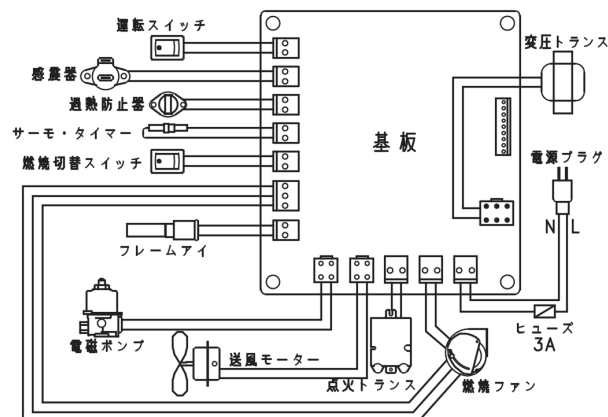 運転スイッチ
変圧トランス
感震器
過熱防止器
サーモ・タイマー
基板
燃焼切替スイッチ
電源プラグ
N L
フレームアイ
ヒューズ
3A
電磁ポンプ
送風モーター
点火トランス
燃焼ファン